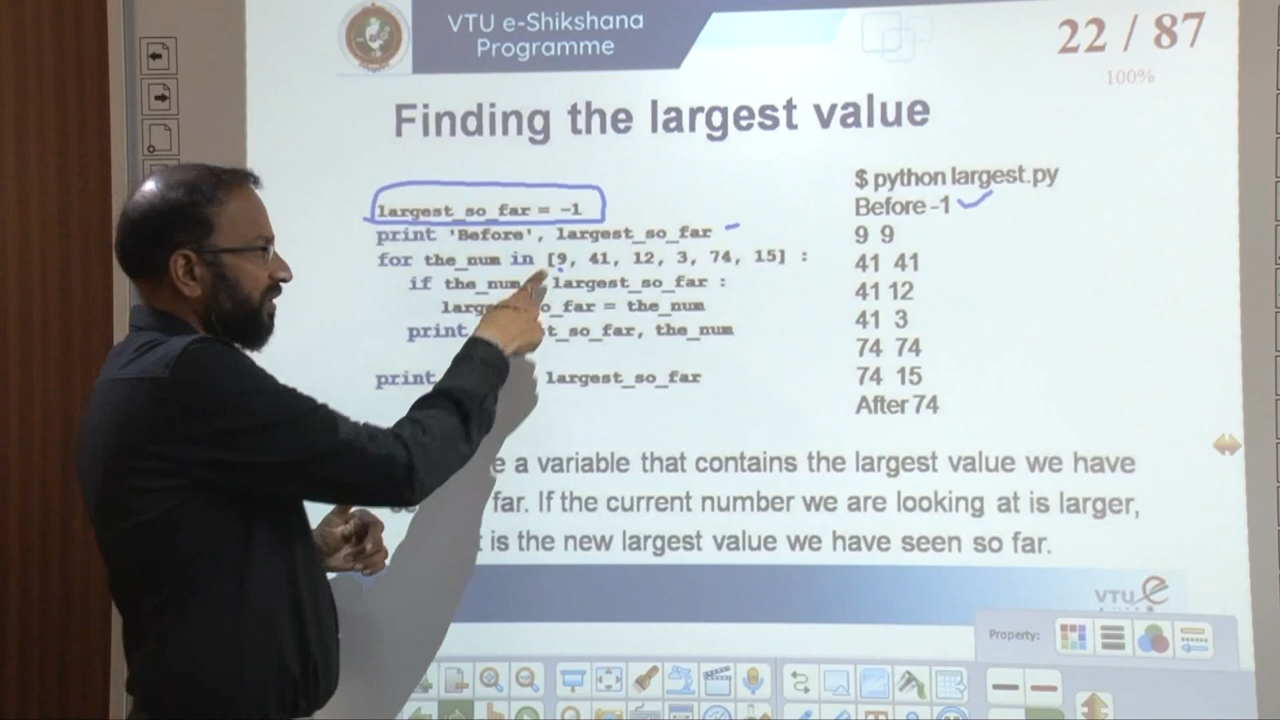 VTU e-Shikshana
Programme
22 / 87
100%
Finding the largest value
largest_so_far = -1
print 'Before', largest_so_far
for the_num in [9, 41, 12, 3, 74, 15] :
if the_num largest_so_far :
o_far = the_num
print t_so_far, the_num
print largest_so_far
$ python largest.py
Before -1
9 9
41 41
41 12
41 3
74 74
74 15
After 74
a variable that contains the largest value we have
far. If the current number we are looking at is larger,
is the new largest value we have seen so far.
VTU e
Property: